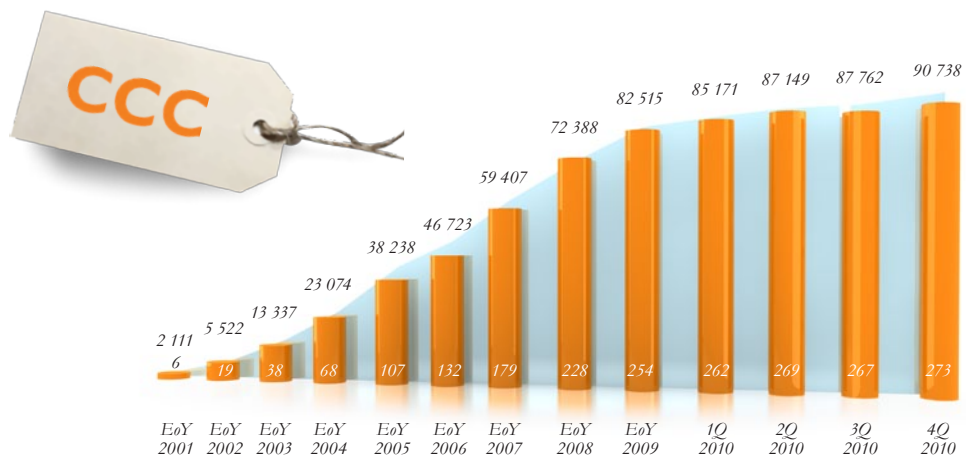 CCC
2 111
5 522
13 337
23 074
38 238
46 723
59 407
72 388
82 515
85 171
87 149
87 762
90 738
6
19
38
68
107
132
179
228
254
262
269
267
273
EoY 2001
EoY 2002
EoY 2003
EoY 2004
EoY 2005
EoY 2006
EoY 2007
EoY 2008
EoY 2009
1Q 2010
2Q 2010
3Q 2010
4Q 2010